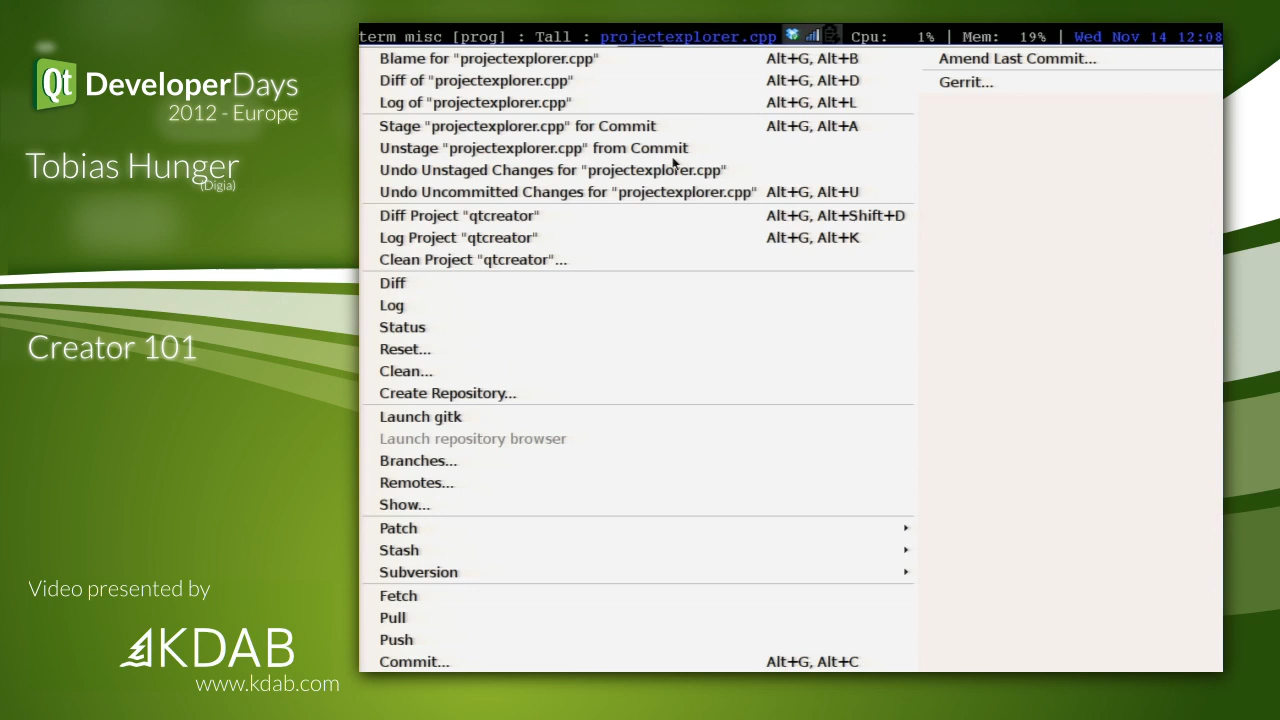 Qt DeveloperDays
2012 - Europe
Tobias Hunger
(Digia)
Creator 101
Video presented by
KDAB
www.kdab.com
term misc [prog] : Tall : projectexplorer.cpp Cpu: 1% | Mem: 19% | Wed Nov 14 12:08
Blame for "projectexplorer.cpp" Alt+G, Alt+B
Diff of "projectexplorer.cpp" Alt+G, Alt+D
Log of "projectexplorer.cpp" Alt+G, Alt+L
Stage "projectexplorer.cpp" for Commit Alt+G, Alt+A
Unstage "projectexplorer.cpp" from Commit
Undo Unstaged Changes for "projectexplorer.cpp"
Undo Uncommitted Changes for "projectexplorer.cpp" Alt+G, Alt+U
Diff Project "qtcreator" Alt+G, Alt+Shift+D
Log Project "qtcreator" Alt+G, Alt+K
Clean Project "qtcreator"...
Diff
Log
Status
Reset...
Clean...
Create Repository...
Launch gitk
Launch repository browser
Branches...
Remotes...
Show...
Patch
Stash
Subversion
Fetch
Pull
Push
Commit... Alt+G, Alt+C
Amend Last Commit...
Gerrit...